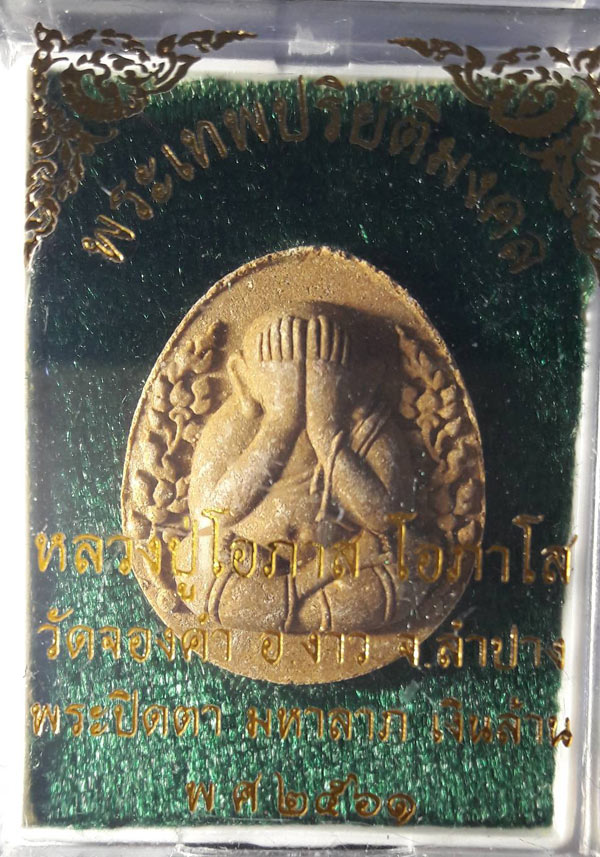 พระเทพปริยัติมงคล
หลวงปู่โอภาส โอภาโส
วัดจองคำ อ.งาว จ.ลำปาง
พระปิดตา มหาลาภ เงินล้าน
พ.ศ.๒๕๖๑